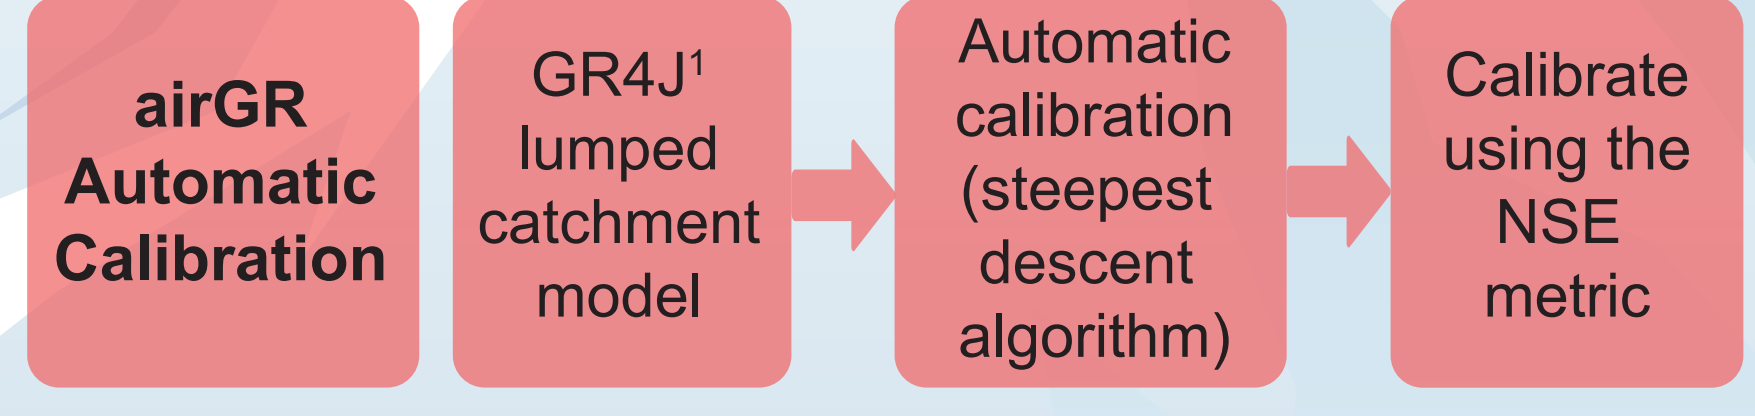 airGR
Automatic
Calibration
GR4J¹
lumped
catchment
model
Automatic
calibration
(steepest
descent
algorithm)
Calibrate
using the
NSE
metric